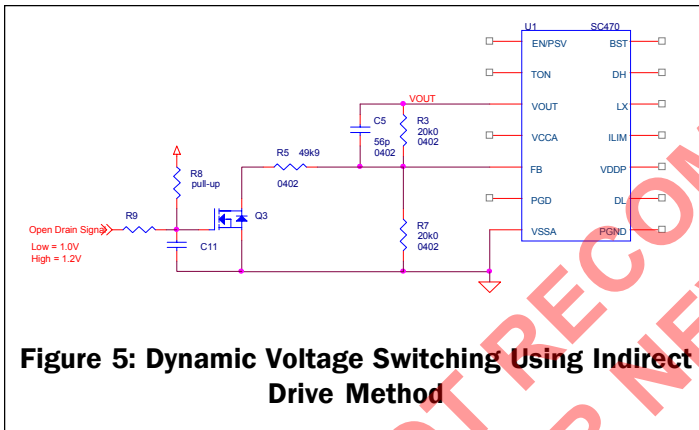 U1 SC470
EN/PSV BST
TON DH
VOUT
VOUT LX
C5 R3
56p 20k0
0402 0402
VCCA ILIM
R5 49k9
0402
FB VDDP
R8
pull-up
PGD DL
R9
Q3
R7
20k0
0402
Open Drain Signal
C11
VSSA PGND
Low = 1.0V
High = 1.2V
Figure 5: Dynamic Voltage Switching Using Indirect
Drive Method